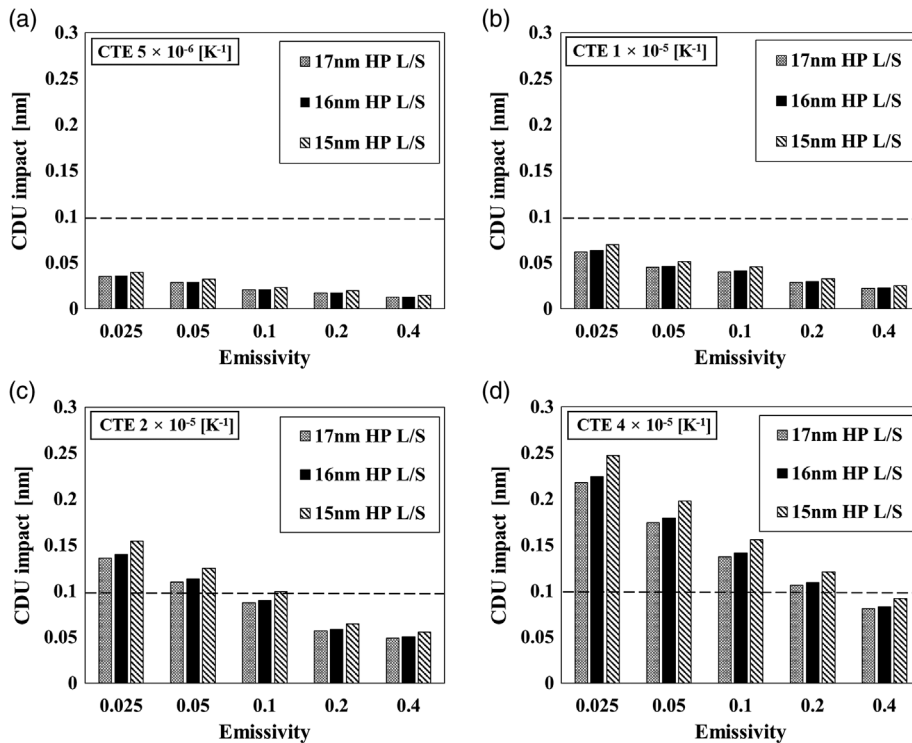 (a)
CTE 5 × 10⁻⁶ [K⁻¹]
17nm HP L/S
16nm HP L/S
15nm HP L/S
CDU impact [nm]
0.3
0.25
0.2
0.15
0.1
0.05
0
0.025 0.05 0.1 0.2 0.4
Emissivity
(b)
CTE 1 × 10⁻⁵ [K⁻¹]
17nm HP L/S
16nm HP L/S
15nm HP L/S
CDU impact [nm]
0.3
0.25
0.2
0.15
0.1
0.05
0
0.025 0.05 0.1 0.2 0.4
Emissivity
(c)
CTE 2 × 10⁻⁵ [K⁻¹]
17nm HP L/S
16nm HP L/S
15nm HP L/S
CDU impact [nm]
0.3
0.25
0.2
0.15
0.1
0.05
0
0.025 0.05 0.1 0.2 0.4
Emissivity
(d)
CTE 4 × 10⁻⁵ [K⁻¹]
17nm HP L/S
16nm HP L/S
15nm HP L/S
CDU impact [nm]
0.3
0.25
0.2
0.15
0.1
0.05
0
0.025 0.05 0.1 0.2 0.4
Emissivity